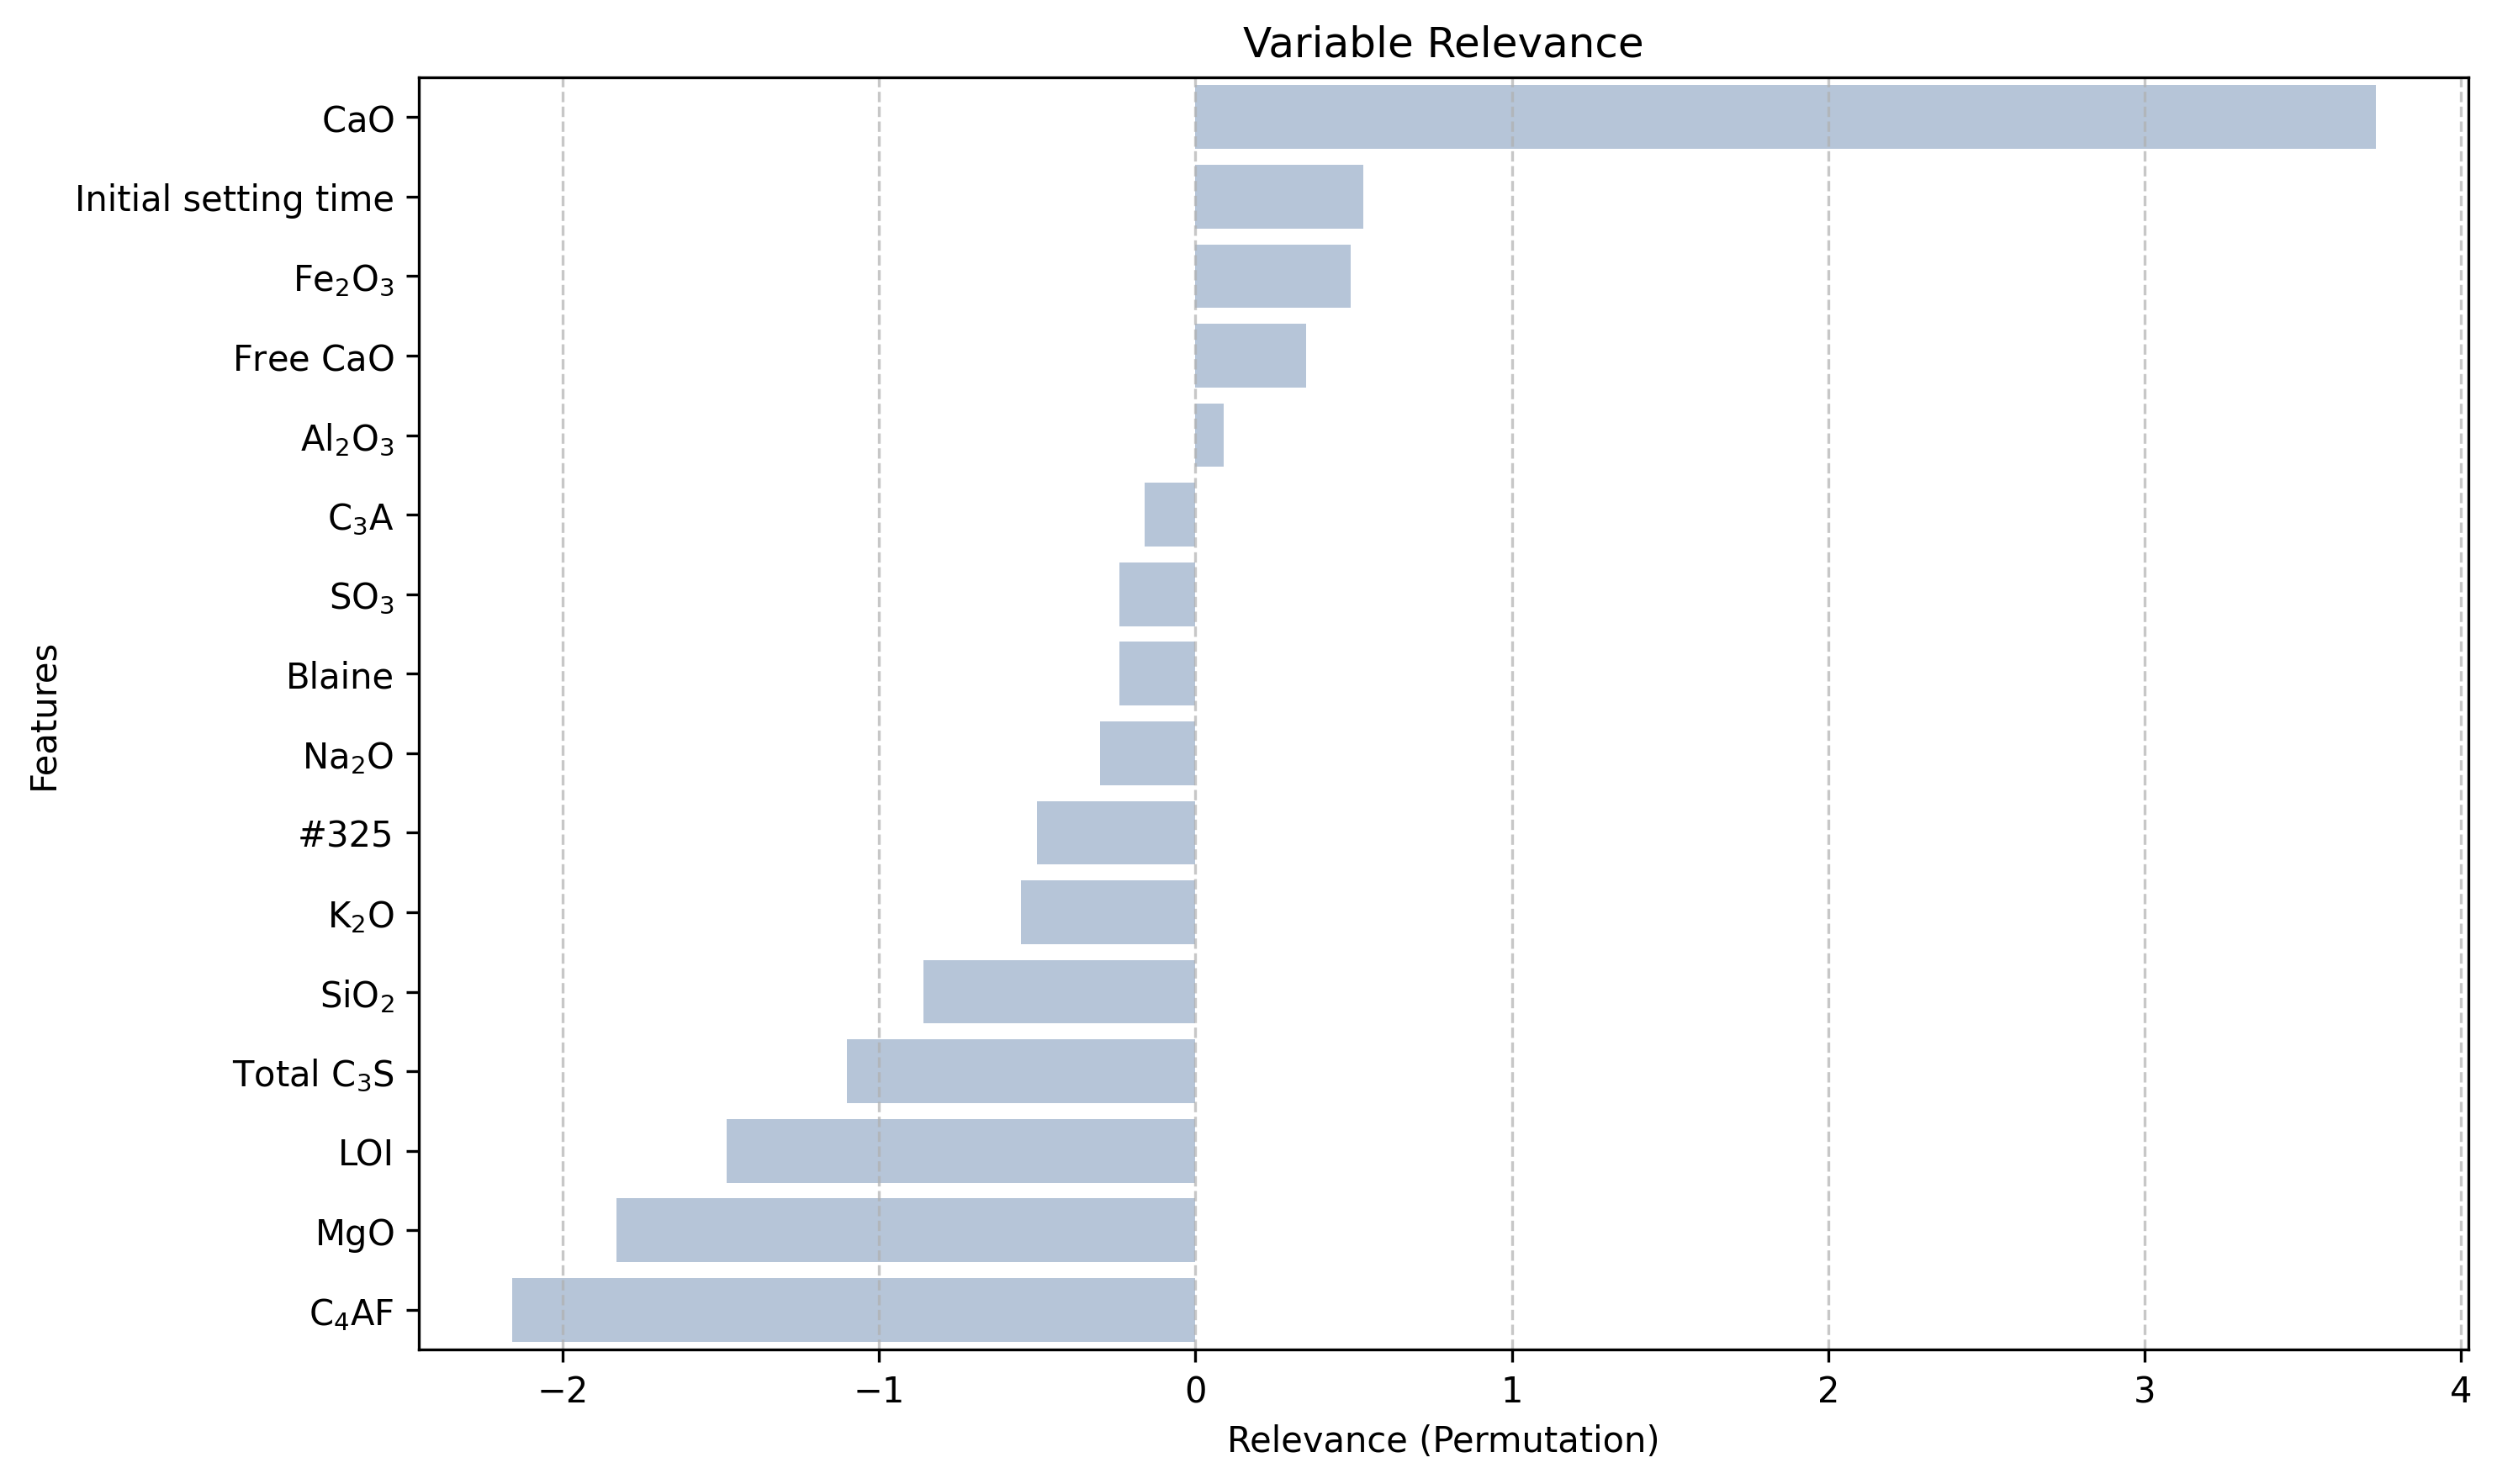 Variable Relevance
CaO
Initial setting time
Fe₂O₃
Free CaO
Al₂O₃
C₃A
SO₃
Blaine
Na₂O
#325
K₂O
SiO₂
Total C₃S
LOI
MgO
C₄AF
Features
−2 −1 0 1 2 3 4
Relevance (Permutation)